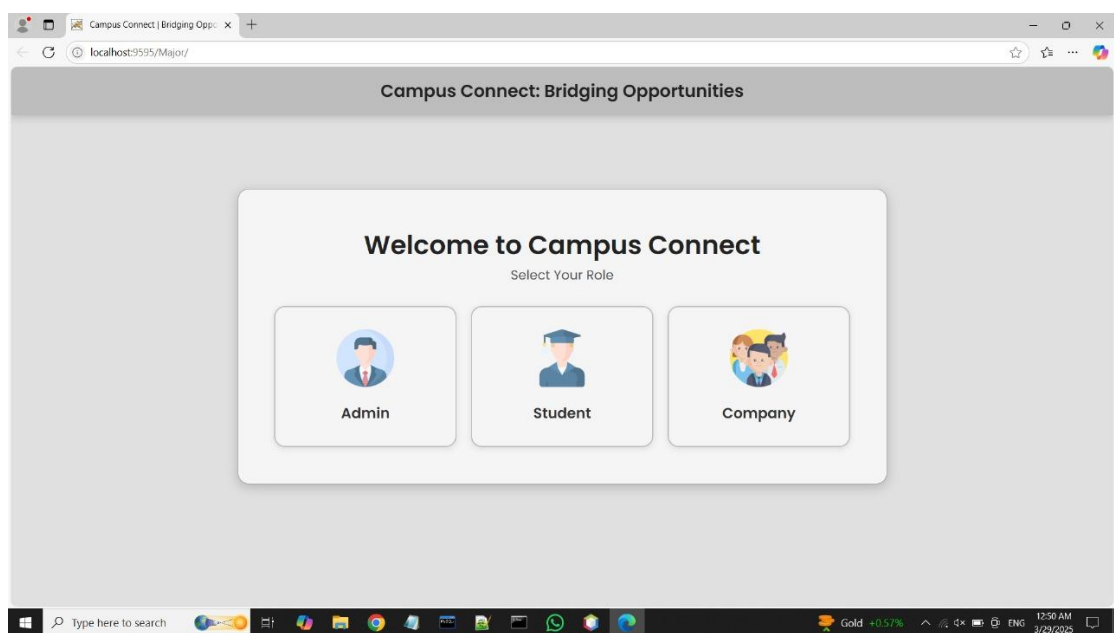 Campus Connect | Bridging Oppo
localhost:9595/Major/
Campus Connect: Bridging Opportunities
Welcome to Campus Connect
Select Your Role
Admin
Student
Company
Type here to search
Gold +0.57%
ENG
12:50 AM
3/29/2025